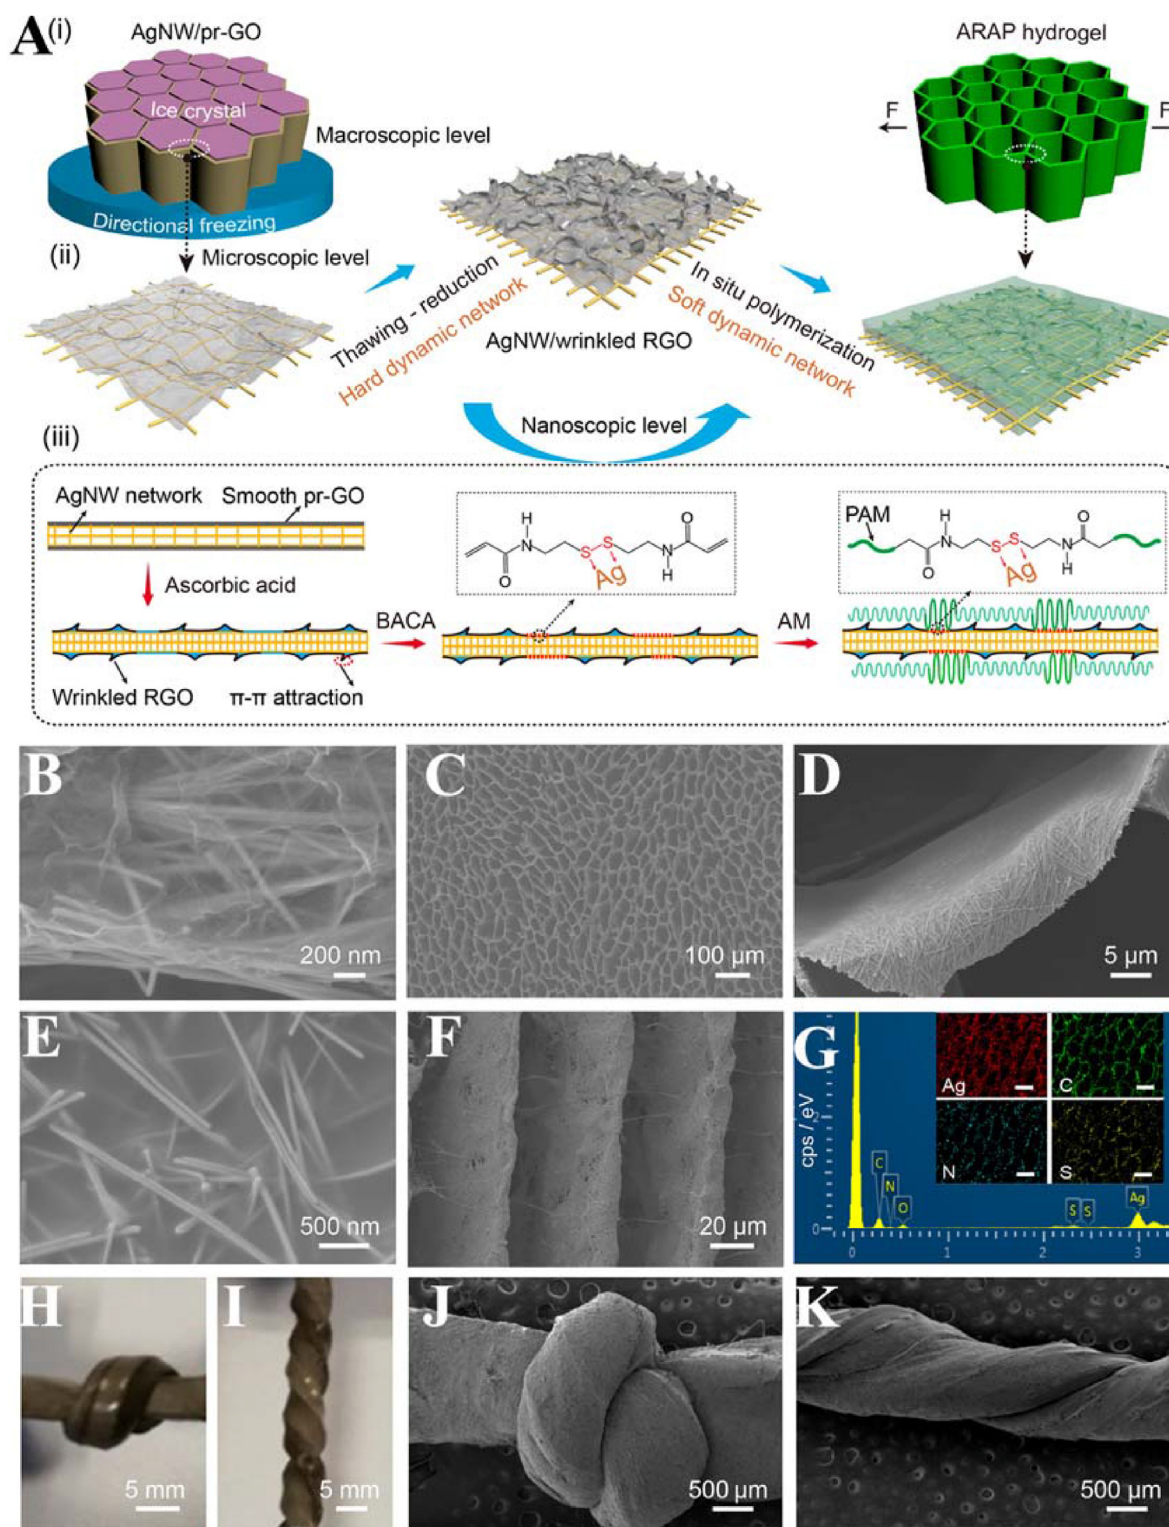 A
(i)
AgNW/pr-GO
ARAP hydrogel
Ice crystal
Macroscopic level
F
F
Directional freezing
(ii)
Microscopic level
Thawing - reduction
Hard dynamic network
In situ polymerization
Soft dynamic network
AgNW/wrinkled RGO
Nanoscopic level
(iii)
AgNW network
Smooth pr-GO
Ascorbic acid
Wrinkled RGO
π-π attraction
BACA
H
N
O
S
S
Ag
N
H
O
AM
PAM
H
N
O
S
S
Ag
N
H
O
B
200 nm
C
100 µm
D
5 µm
E
500 nm
F
20 µm
G
cps / eV
2
0
C
N
O
S
S
Ag
0
1
2
3
Ag
C
N
S
H
5 mm
I
5 mm
J
500 µm
K
500 µm